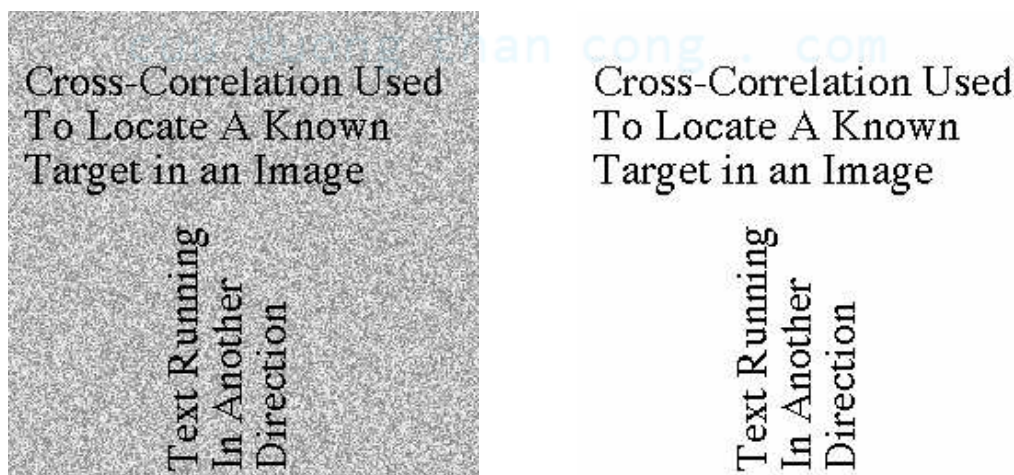 cuu duong than cong . com
Cross-Correlation Used
To Locate A Known
Target in an Image
Text Running
In Another
Direction
Cross-Correlation Used
To Locate A Known
Target in an Image
Text Running
In Another
Direction